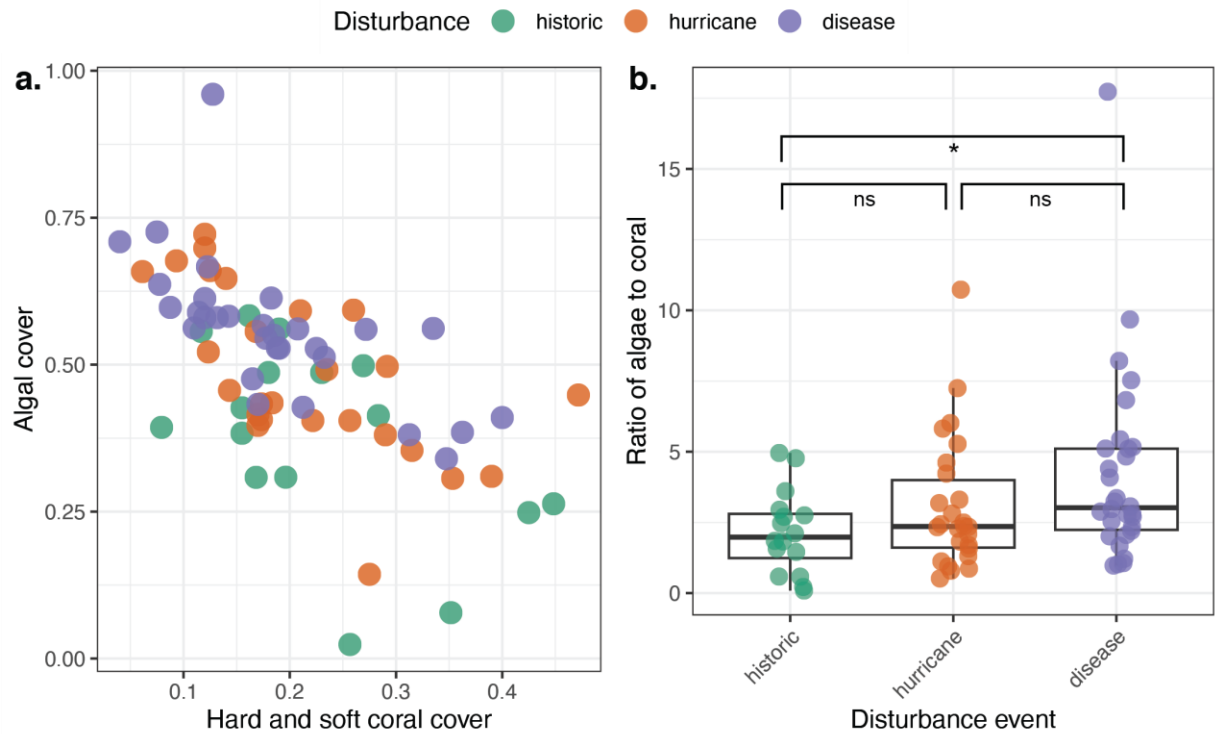 Disturbance historic hurricane disease
a.
1.00
0.75
0.50
0.25
0.00
Algal cover
0.1 0.2 0.3 0.4
Hard and soft coral cover
b.
15
10
5
0
Ratio of algae to coral
*
ns ns
historic
hurricane
disease
Disturbance event